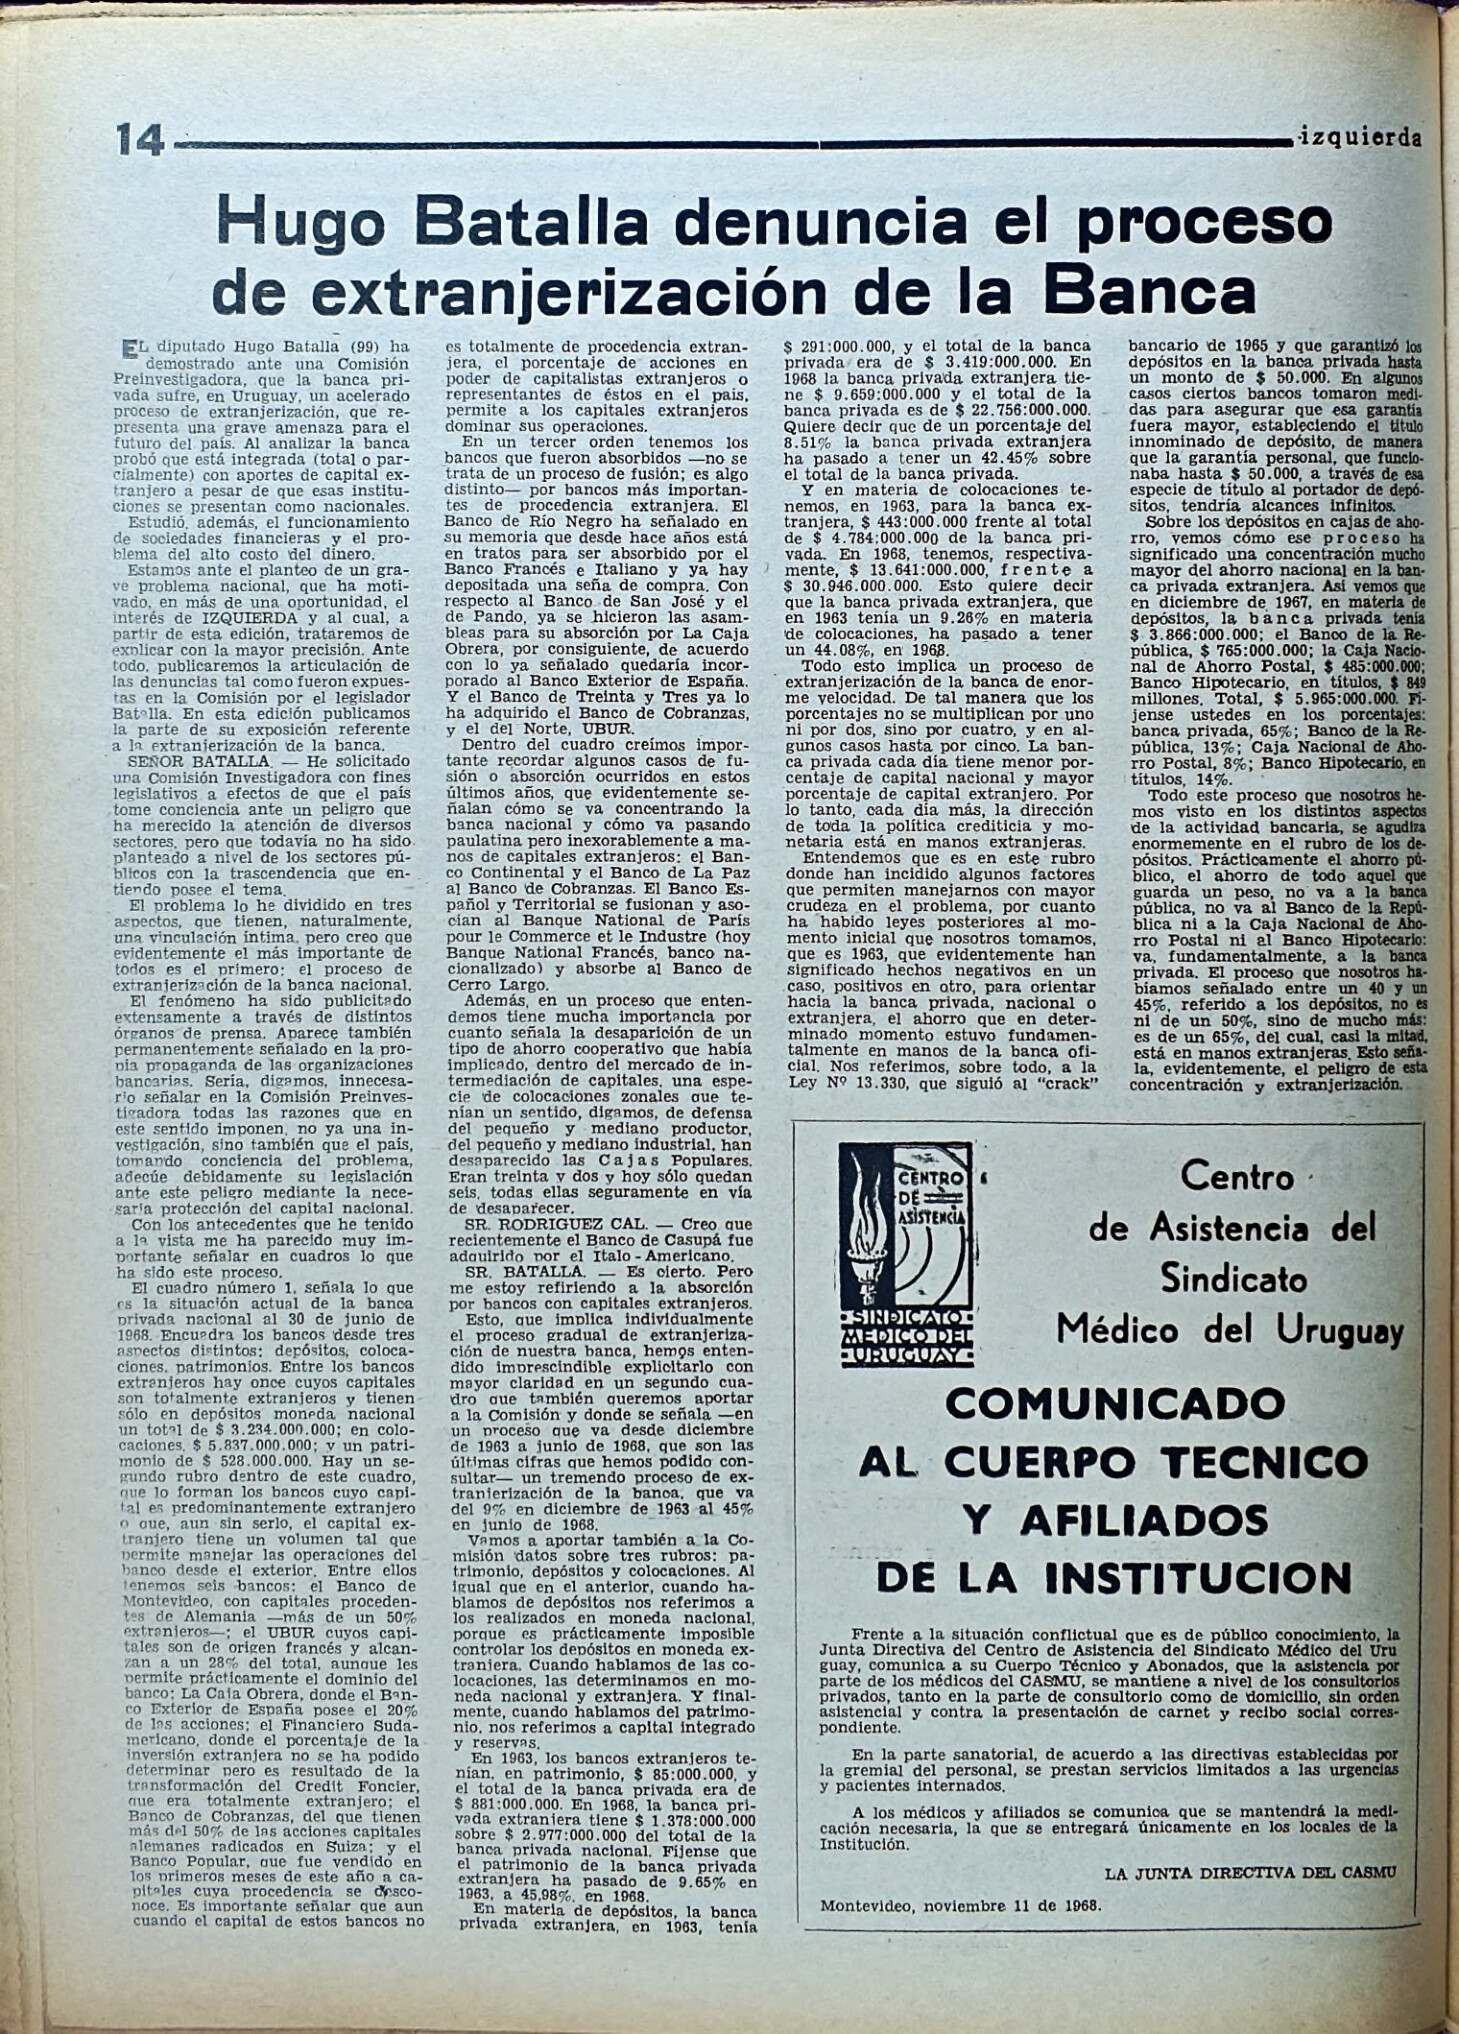 14
izquierda
Hugo Batalla denuncia el proceso
de extranjerización de la Banca
EL diputado Hugo Batalla (99) ha
demostrado ante una Comisión
Preinvestigadora, que la banca pri-
vada sufre, en Uruguay, un acelerado
proceso de extranjerización, que re-
presenta una grave amenaza para el
futuro del país. Al analizar la banca
probó que está integrada (total o par-
cialmente) con aportes de capital ex-
tranjero a pesar de que esas institu-
ciones se presentan como nacionales.
Estudió, además, el funcionamiento
de sociedades financieras y el pro-
blema del alto costo del dinero.
Estamos ante el planteo de un gra-
ve problema nacional, que ha moti-
vado, en más de una oportunidad, el
interés de IZQUIERDA y al cual, a
partir de esta edición, trataremos de
explicar con la mayor precisión. Ante
todo, publicaremos la articulación de
las denuncias tal como fueron expues-
tas en la Comisión por el legislador
Batalla. En esta edición publicamos
la parte de su exposición referente
a la extranjerización de la banca.
SEÑOR BATALLA. — He solicitado
una Comisión Investigadora con fines
legislativos a efectos de que el país
tome conciencia ante un peligro que
ha merecido la atención de diversos
sectores, pero que todavía no ha sido
planteado a nivel de los sectores pú-
blicos con la trascendencia que en-
tiendo posee el tema.
El problema lo he dividido en tres
aspectos, que tienen, naturalmente,
una vinculación íntima, pero creo que
evidentemente el más importante de
todos es el primero: el proceso de
extranjerización de la banca nacional.
El fenómeno ha sido publicitado
extensamente a través de distintos
órganos de prensa. Aparece también
permanentemente señalado en la pro-
pia propaganda de las organizaciones
bancarias. Sería, digamos, innecesa-
rio señalar en la Comisión Preinves-
tigadora todas las razones que en
este sentido imponen, no ya una in-
vestigación, sino también que el país,
tomando conciencia del problema,
adecúe debidamente su legislación
ante este peligro mediante la nece-
saria protección del capital nacional.
Con los antecedentes que he tenido
a la vista me ha parecido muy im-
portante señalar en cuadros lo que
ha sido este proceso.
El cuadro número 1, señala lo que
es la situación actual de la banca
privada nacional al 30 de junio de
1968. Encuadra los bancos desde tres
aspectos distintos: depósitos, coloca-
ciones, patrimonios. Entre los bancos
extranjeros hay once cuyos capitales
son totalmente extranjeros y tienen
sólo en depósitos moneda nacional
un total de $ 3.234.000.000; en colo-
caciones, $ 5.837.000.000; y un patri-
monio de $ 528.000.000. Hay un se-
gundo rubro dentro de este cuadro,
que lo forman los bancos cuyo capi-
tal es predominantemente extranjero
o que, aun sin serlo, el capital ex-
tranjero tiene un volumen tal que
permite manejar las operaciones del
banco desde el exterior. Entre ellos
tenemos seis bancos: el Banco de
Montevideo, con capitales proceden-
tes de Alemania —más de un 50%
extranjeros—; el UBUR cuyos capi-
tales son de origen francés y alcan-
zan a un 28% del total, aunque les
permite prácticamente el dominio del
banco; La Caja Obrera, donde el Ban-
co Exterior de España posee el 20%
de las acciones; el Financiero Suda-
mericano, donde el porcentaje de la
inversión extranjera no se ha podido
determinar pero es resultado de la
transformación del Credit Foncier,
que era totalmente extranjero; el
Banco de Cobranzas, del que tienen
más del 50% de las acciones capitales
alemanes radicados en Suiza; y el
Banco Popular, que fue vendido en
los primeros meses de este año a ca-
pitales cuya procedencia se desco-
noce. Es importante señalar que aun
cuando el capital de estos bancos no
es totalmente de procedencia extran-
jera, el porcentaje de acciones en
poder de capitalistas extranjeros o
representantes de éstos en el país,
permite a los capitales extranjeros
dominar sus operaciones.
En un tercer orden tenemos los
bancos que fueron absorbidos —no se
trata de un proceso de fusión; es algo
distinto— por bancos más importan-
tes de procedencia extranjera. El
Banco de Río Negro ha señalado en
su memoria que desde hace años está
en tratos para ser absorbido por el
Banco Francés e Italiano y ya hay
depositada una seña de compra. Con
respecto al Banco de San José y el
de Pando, ya se hicieron las asam-
bleas para su absorción por La Caja
Obrera, por consiguiente, de acuerdo
con lo ya señalado quedaría incor-
porado al Banco Exterior de España.
Y el Banco de Treinta y Tres ya lo
ha adquirido el Banco de Cobranzas,
y el del Norte, UBUR.
Dentro del cuadro creímos impor-
tante recordar algunos casos de fu-
sión o absorción ocurridos en estos
últimos años, que evidentemente se-
ñalan cómo se va concentrando la
banca nacional y cómo va pasando
paulatina pero inexorablemente a ma-
nos de capitales extranjeros: el Ban-
co Continental y el Banco de La Paz
al Banco de Cobranzas. El Banco Es-
pañol y Territorial se fusionan y aso-
cian al Banque National de París
pour le Commerce et le Industre (hoy
Banque National Francés, banco na-
cionalizado) y absorbe al Banco de
Cerro Largo.
Además, en un proceso que enten-
demos tiene mucha importancia por
cuanto señala la desaparición de un
tipo de ahorro cooperativo que había
implicado, dentro del mercado de in-
termediación de capitales, una espe-
cie de colocaciones zonales que te-
nían un sentido, digamos, de defensa
del pequeño y mediano productor,
del pequeño y mediano industrial, han
desaparecido las Cajas Populares.
Eran treinta y dos y hoy sólo quedan
seis, todas ellas seguramente en vía
de desaparecer.
SR. RODRIGUEZ CAL. — Creo que
recientemente el Banco de Casupá fue
adquirido por el Italo-Americano.
SR. BATALLA. — Es cierto. Pero
me estoy refiriendo a la absorción
por bancos con capitales extranjeros.
Esto, que implica individualmente
el proceso gradual de extranjeriza-
ción de nuestra banca, hemos enten-
dido imprescindible explicitarlo con
mayor claridad en un segundo cua-
dro que también queremos aportar
a la Comisión y donde se señala —en
un proceso que va desde diciembre
de 1963 a junio de 1968, que son las
últimas cifras que hemos podido con-
sultar— un tremendo proceso de ex-
tranjerización de la banca, que va
del 9% en diciembre de 1963 al 45%
en junio de 1968.
Vamos a aportar también a la Co-
misión datos sobre tres rubros: pa-
trimonio, depósitos y colocaciones. Al
igual que en el anterior, cuando ha-
blamos de depósitos nos referimos a
los realizados en moneda nacional,
porque es prácticamente imposible
controlar los depósitos en moneda ex-
tranjera. Cuando hablamos de las co-
locaciones, las determinamos en mo-
neda nacional y extranjera. Y final-
mente, cuando hablamos del patrimo-
nio, nos referimos a capital integrado
y reservas.
En 1963, los bancos extranjeros te-
nían, en patrimonio, $ 85:000.000, y
el total de la banca privada era de
$ 881:000.000. En 1968, la banca pri-
vada extranjera tiene $ 1.378:000.000
sobre $ 2.977:000.000 del total de la
banca privada nacional. Fíjense que
el patrimonio de la banca privada
extranjera ha pasado de 9.65% en
1963, a 45,98%, en 1968.
En materia de depósitos, la banca
privada extranjera, en 1963, tenía
$ 291:000.000, y el total de la banca
privada era de $ 3.419:000.000. En
1968 la banca privada extranjera tie-
ne $ 9.659:000.000 y el total de la
banca privada es de $ 22.756:000.000.
Quiere decir que de un porcentaje del
8.51% la banca privada extranjera
ha pasado a tener un 42.45% sobre
el total de la banca privada.
Y en materia de colocaciones te-
nemos, en 1963, para la banca ex-
tranjera, $ 443:000.000 frente al total
de $ 4.784:000.000 de la banca pri-
vada. En 1968, tenemos, respectiva-
mente, $ 13.641:000.000, frente a
$ 30.946.000.000. Esto quiere decir
que la banca privada extranjera, que
en 1963 tenía un 9.26% en materia
de colocaciones, ha pasado a tener
un 44.08%, en 1968.
Todo esto implica un proceso de
extranjerización de la banca de enor-
me velocidad. De tal manera que los
porcentajes no se multiplican por uno
ni por dos, sino por cuatro, y en al-
gunos casos hasta por cinco. La ban-
ca privada cada día tiene menor por-
centaje de capital nacional y mayor
porcentaje de capital extranjero. Por
lo tanto, cada día más, la dirección
de toda la política crediticia y mo-
netaria está en manos extranjeras.
Entendemos que es en este rubro
donde han incidido algunos factores
que permiten manejarnos con mayor
crudeza en el problema, por cuanto
ha habido leyes posteriores al mo-
mento inicial que nosotros tomamos,
que es 1963, que evidentemente han
significado hechos negativos en un
caso, positivos en otro, para orientar
hacia la banca privada, nacional o
extranjera, el ahorro que en deter-
minado momento estuvo fundamen-
talmente en manos de la banca ofi-
cial. Nos referimos, sobre todo, a la
Ley Nº 13.330, que siguió al "crack"
bancario de 1965 y que garantizó los
depósitos en la banca privada hasta
un monto de $ 50.000. En algunos
casos ciertos bancos tomaron medi-
das para asegurar que esa garantía
fuera mayor, estableciendo el título
innominado de depósito, de manera
que la garantía personal, que funcio-
naba hasta $ 50.000, a través de esa
especie de título al portador de depó-
sitos, tendría alcances infinitos.
Sobre los depósitos en cajas de aho-
rro, vemos cómo ese proceso ha
significado una concentración mucho
mayor del ahorro nacional en la ban-
ca privada extranjera. Así vemos que
en diciembre de 1967, en materia de
depósitos, la banca privada tenía
$ 3.866:000.000; el Banco de la Re-
pública, $ 765:000.000; la Caja Nacio-
nal de Ahorro Postal, $ 485:000.000;
Banco Hipotecario, en títulos, $ 849
millones. Total, $ 5.965:000.000. Fí-
jense ustedes en los porcentajes:
banca privada, 65%; Banco de la Re-
pública, 13%; Caja Nacional de Aho-
rro Postal, 8%; Banco Hipotecario, en
títulos, 14%.
Todo este proceso que nosotros he-
mos visto en los distintos aspectos
de la actividad bancaria, se agudiza
enormemente en el rubro de los de-
pósitos. Prácticamente el ahorro pú-
blico, el ahorro de todo aquel que
guarda un peso, no va a la banca
pública, no va al Banco de la Repú-
blica ni a la Caja Nacional de Aho-
rro Postal ni al Banco Hipotecario:
va, fundamentalmente, a la banca
privada. El proceso que nosotros ha-
bíamos señalado entre un 40 y un
45%, referido a los depósitos, no es
ni de un 50%, sino de mucho más:
es de un 65%, del cual, casi la mitad,
está en manos extranjeras. Esto seña-
la, evidentemente, el peligro de esta
concentración y extranjerización.
CENTRO
DE
ASISTENCIA
SINDICATO
MEDICO DEL
URUGUAY
Centro
de Asistencia del
Sindicato
Médico del Uruguay
COMUNICADO
AL CUERPO TECNICO
Y AFILIADOS
DE LA INSTITUCION
Frente a la situación conflictual que es de público conocimiento, la
Junta Directiva del Centro de Asistencia del Sindicato Médico del Uru
guay, comunica a su Cuerpo Técnico y Abonados, que la asistencia por
parte de los médicos del CASMU, se mantiene a nivel de los consultorios
privados, tanto en la parte de consultorio como de domicilio, sin orden
asistencial y contra la presentación de carnet y recibo social corres-
pondiente.
En la parte sanatorial, de acuerdo a las directivas establecidas por
la gremial del personal, se prestan servicios limitados a las urgencias
y pacientes internados.
A los médicos y afiliados se comunica que se mantendrá la medi-
cación necesaria, la que se entregará únicamente en los locales de la
Institución.
LA JUNTA DIRECTIVA DEL CASMU
Montevideo, noviembre 11 de 1968.